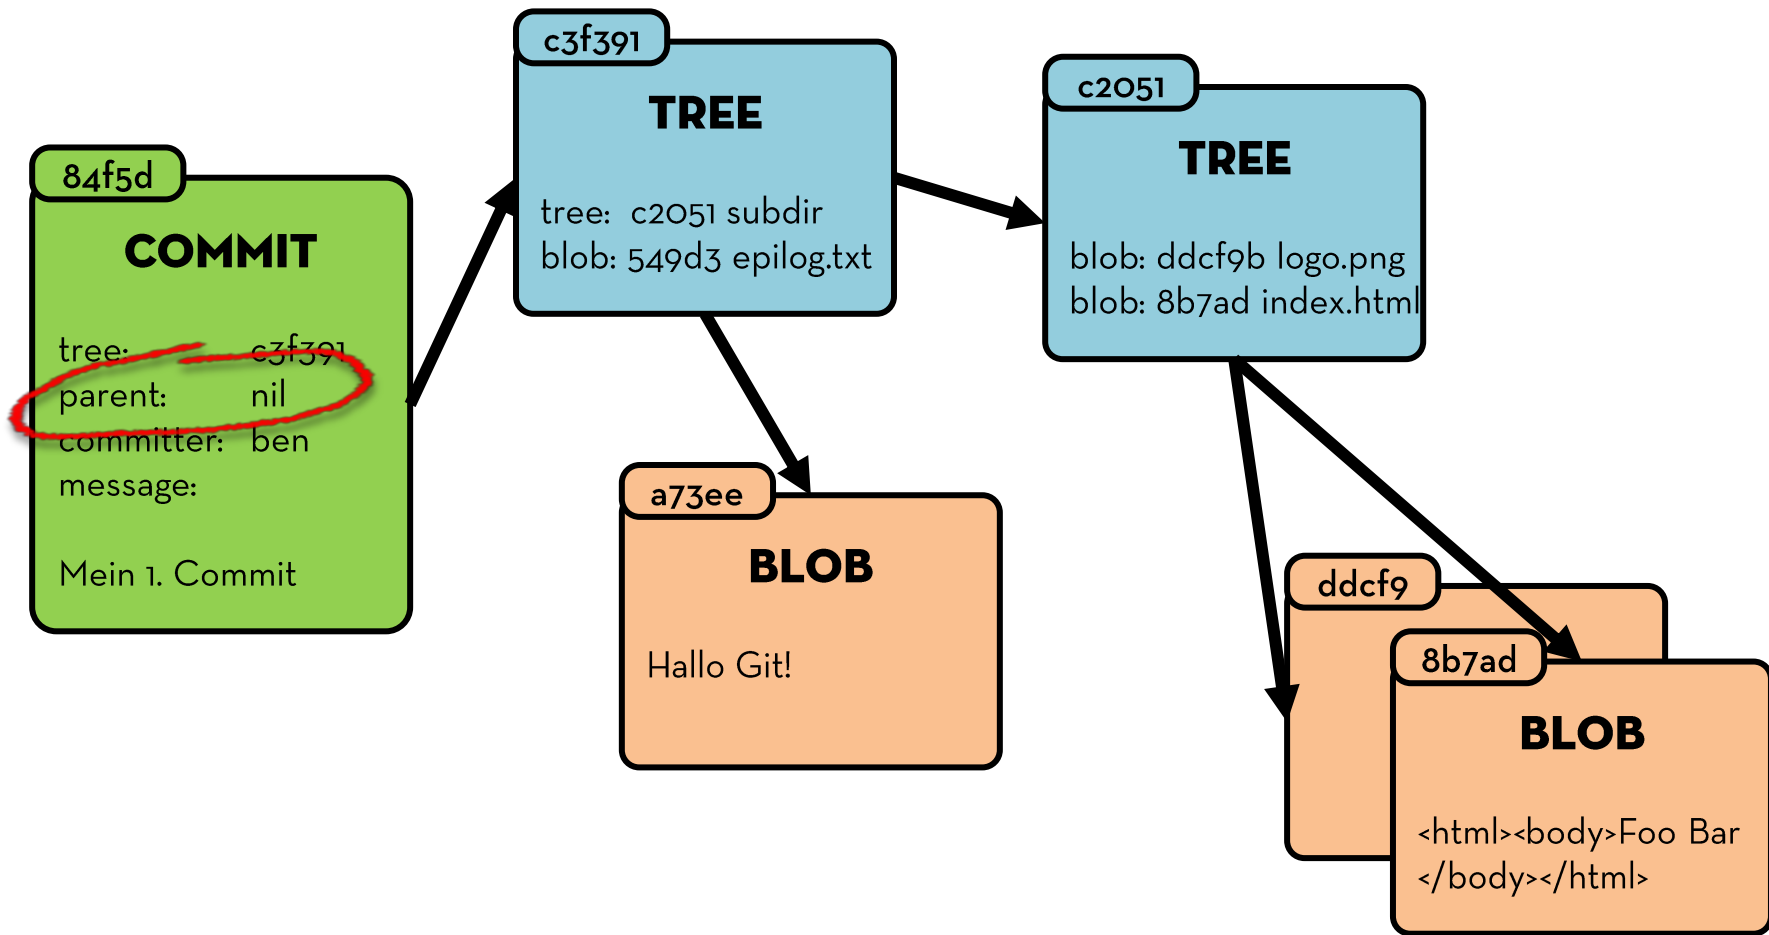 84f5d
COMMIT
tree: c3f391
parent: nil
committer: ben
message:
Mein 1. Commit
c3f391
TREE
tree: c2051 subdir
blob: 549d3 epilog.txt
c2051
TREE
blob: ddcf9b logo.png
blob: 8b7ad index.html
a73ee
BLOB
Hallo Git!
ddcf9
8b7ad
BLOB
<html><body>Foo Bar
</body></html>